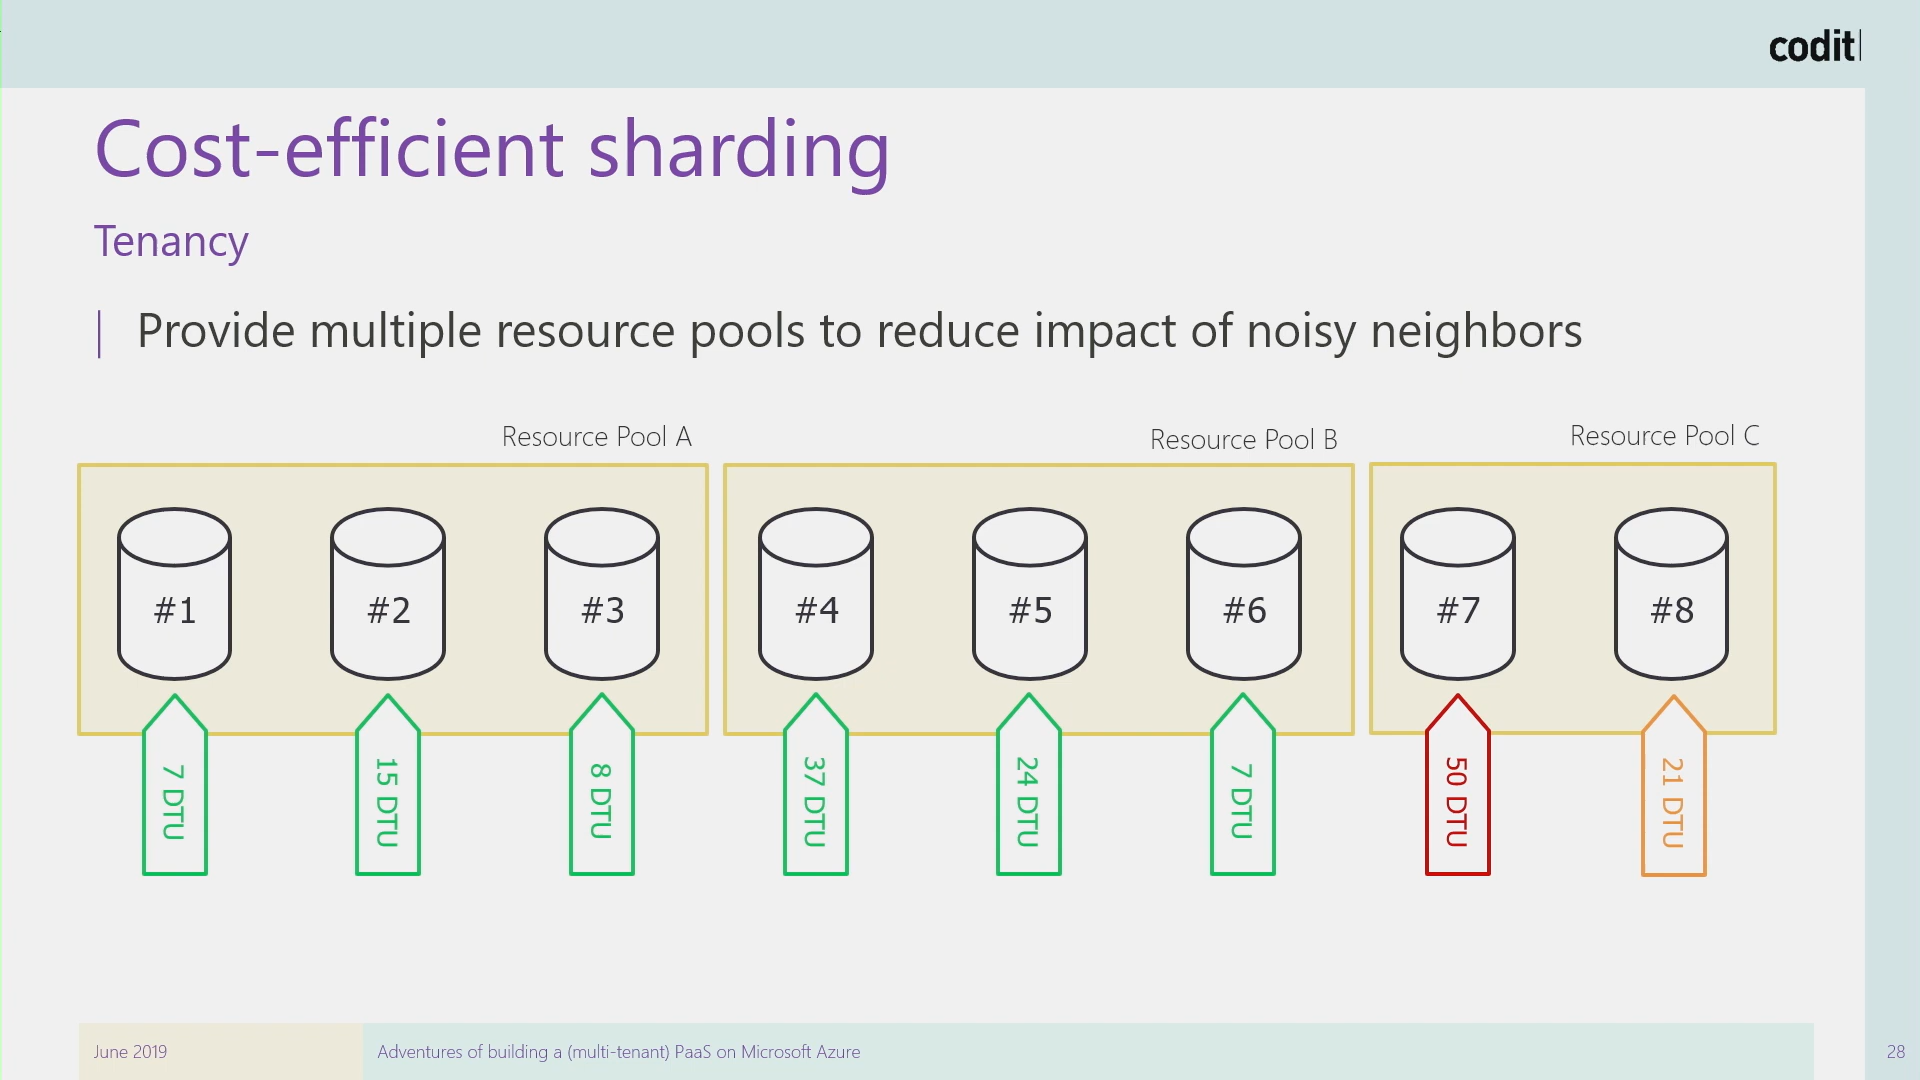 codit
Cost-efficient sharding
Tenancy
Provide multiple resource pools to reduce impact of noisy neighbors
Resource Pool A
Resource Pool B
Resource Pool C
#1
#2
#3
#4
#5
#6
#7
#8
7 DTU
15 DTU
8 DTU
37 DTU
24 DTU
7 DTU
50 DTU
21 DTU
June 2019
Adventures of building a (multi-tenant) PaaS on Microsoft Azure
28